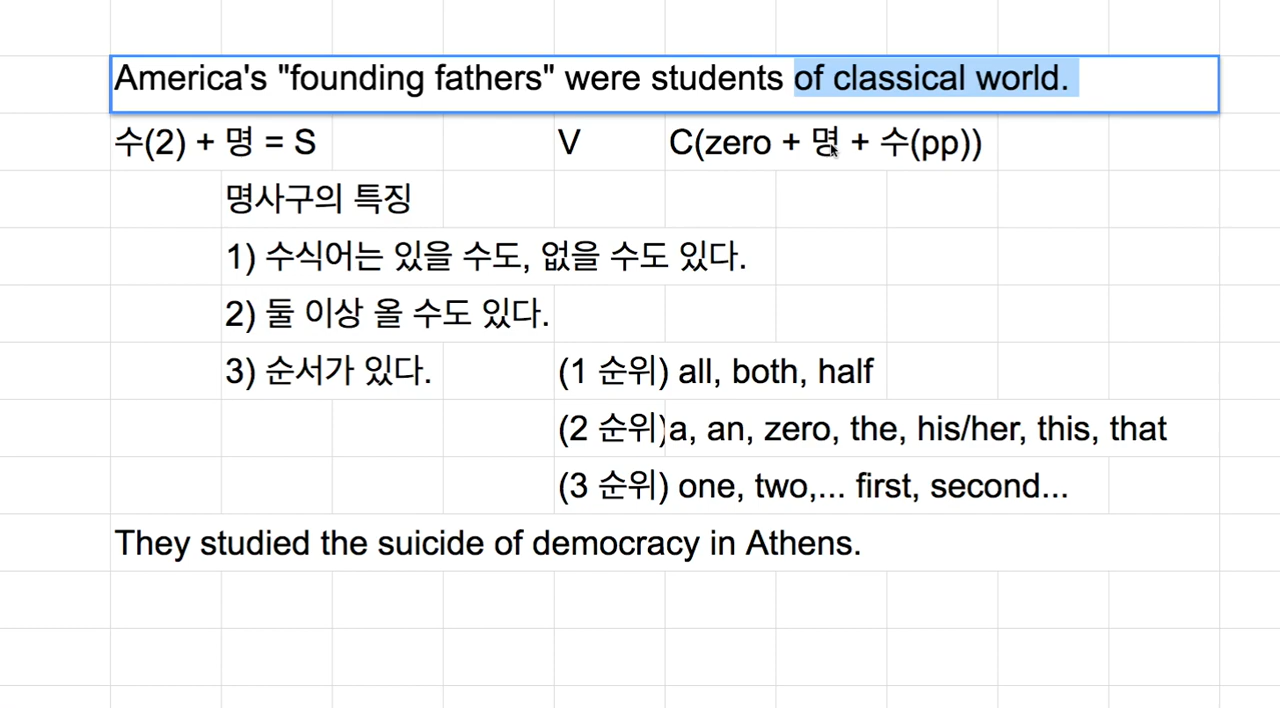 America's "founding fathers" were students of classical world.
수(2) + 명 = S V C(zero + 명 + 수(pp))
명사구의 특징
1) 수식어는 있을 수도, 없을 수도 있다.
2) 둘 이상 올 수도 있다.
3) 순서가 있다. (1 순위) all, both, half
(2 순위)a, an, zero, the, his/her, this, that
(3 순위) one, two,... first, second...
They studied the suicide of democracy in Athens.